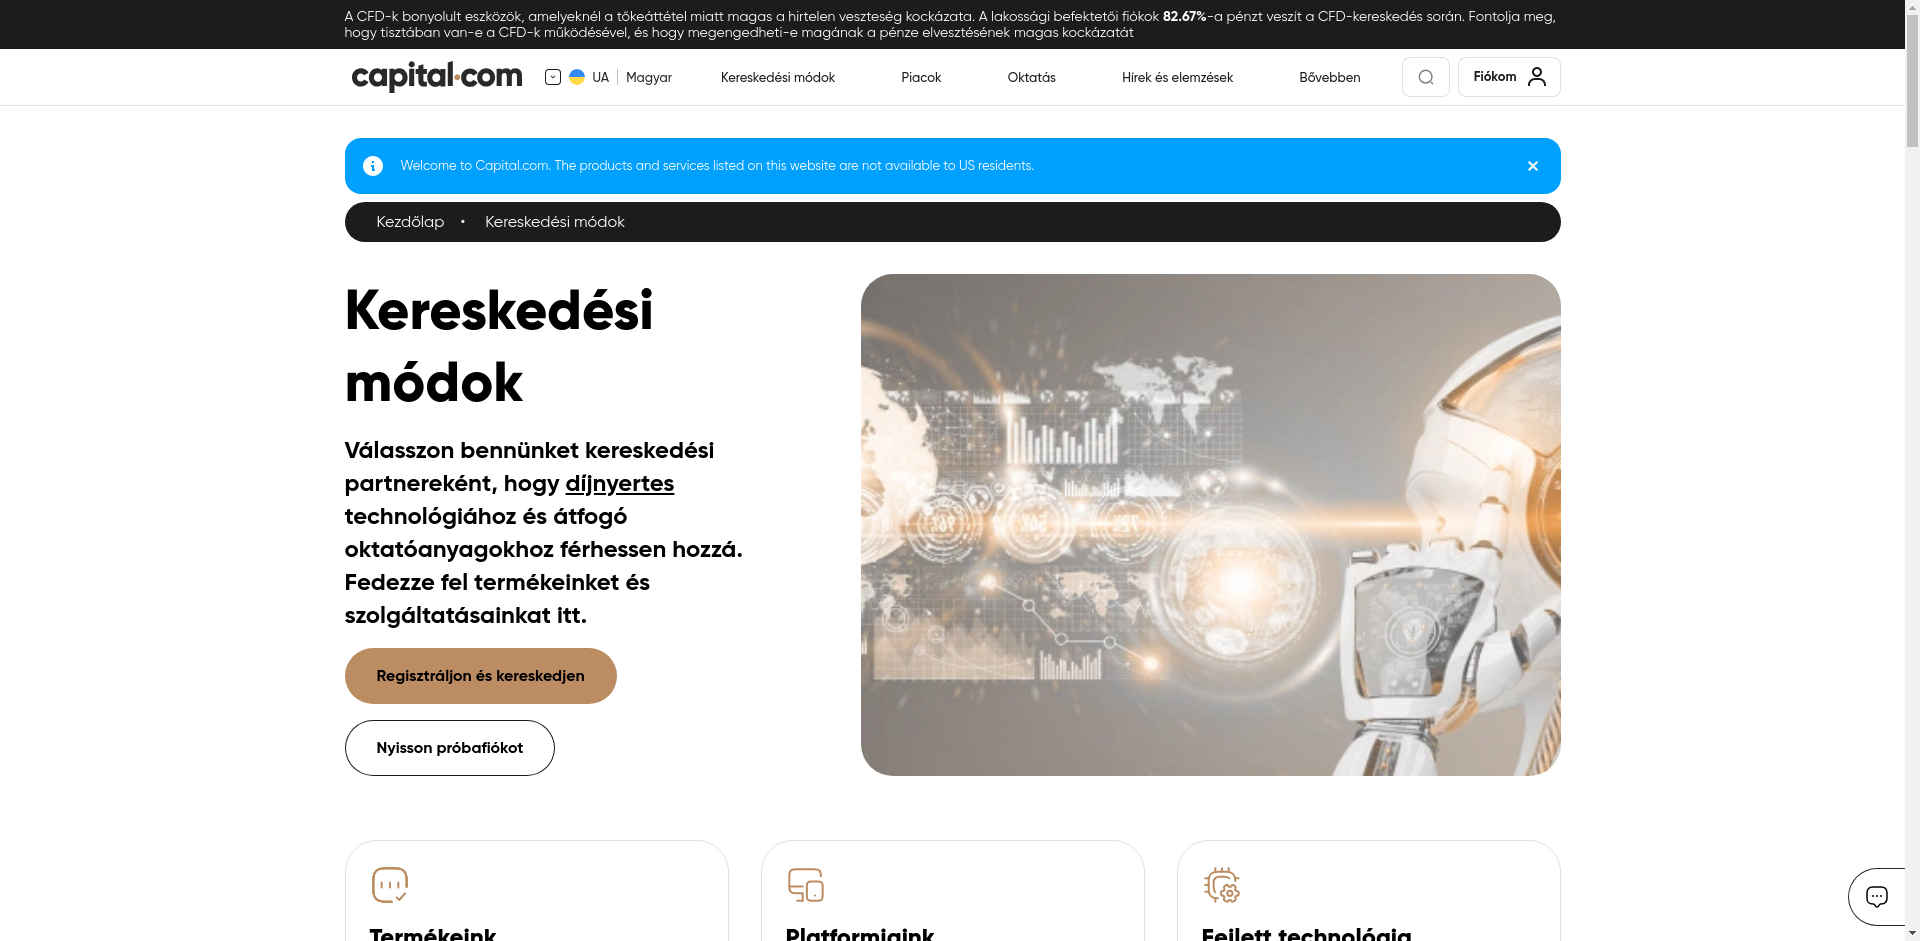 A CFD-k bonyolult eszközök, amelyeknél a tőkeáttétel miatt magas a hirtelen veszteség kockázata. A lakossági befektetői fiókok 82.67%-a pénzt veszít a CFD-kereskedés során. Fontolja meg,
hogy tisztában van-e a CFD-k működésével, és hogy megengedheti-e magának a pénze elvesztésének magas kockázatát
capital.com
UA
Magyar
Kereskedési módok
Piacok
Oktatás
Hírek és elemzések
Bővebben
Fiókom
Welcome to Capital.com. The products and services listed on this website are not available to US residents.
Kezdőlap • Kereskedési módok
Kereskedési
módok
Válasszon bennünket kereskedési
partnereként, hogy díjnyertes
technológiához és átfogó
oktatóanyagokhoz férhessen hozzá.
Fedezze fel termékeinket és
szolgáltatásainkat itt.
Regisztráljon és kereskedjen
Nyisson próbafiókot
Termékeink
Platformjaink
Fejlett technológia